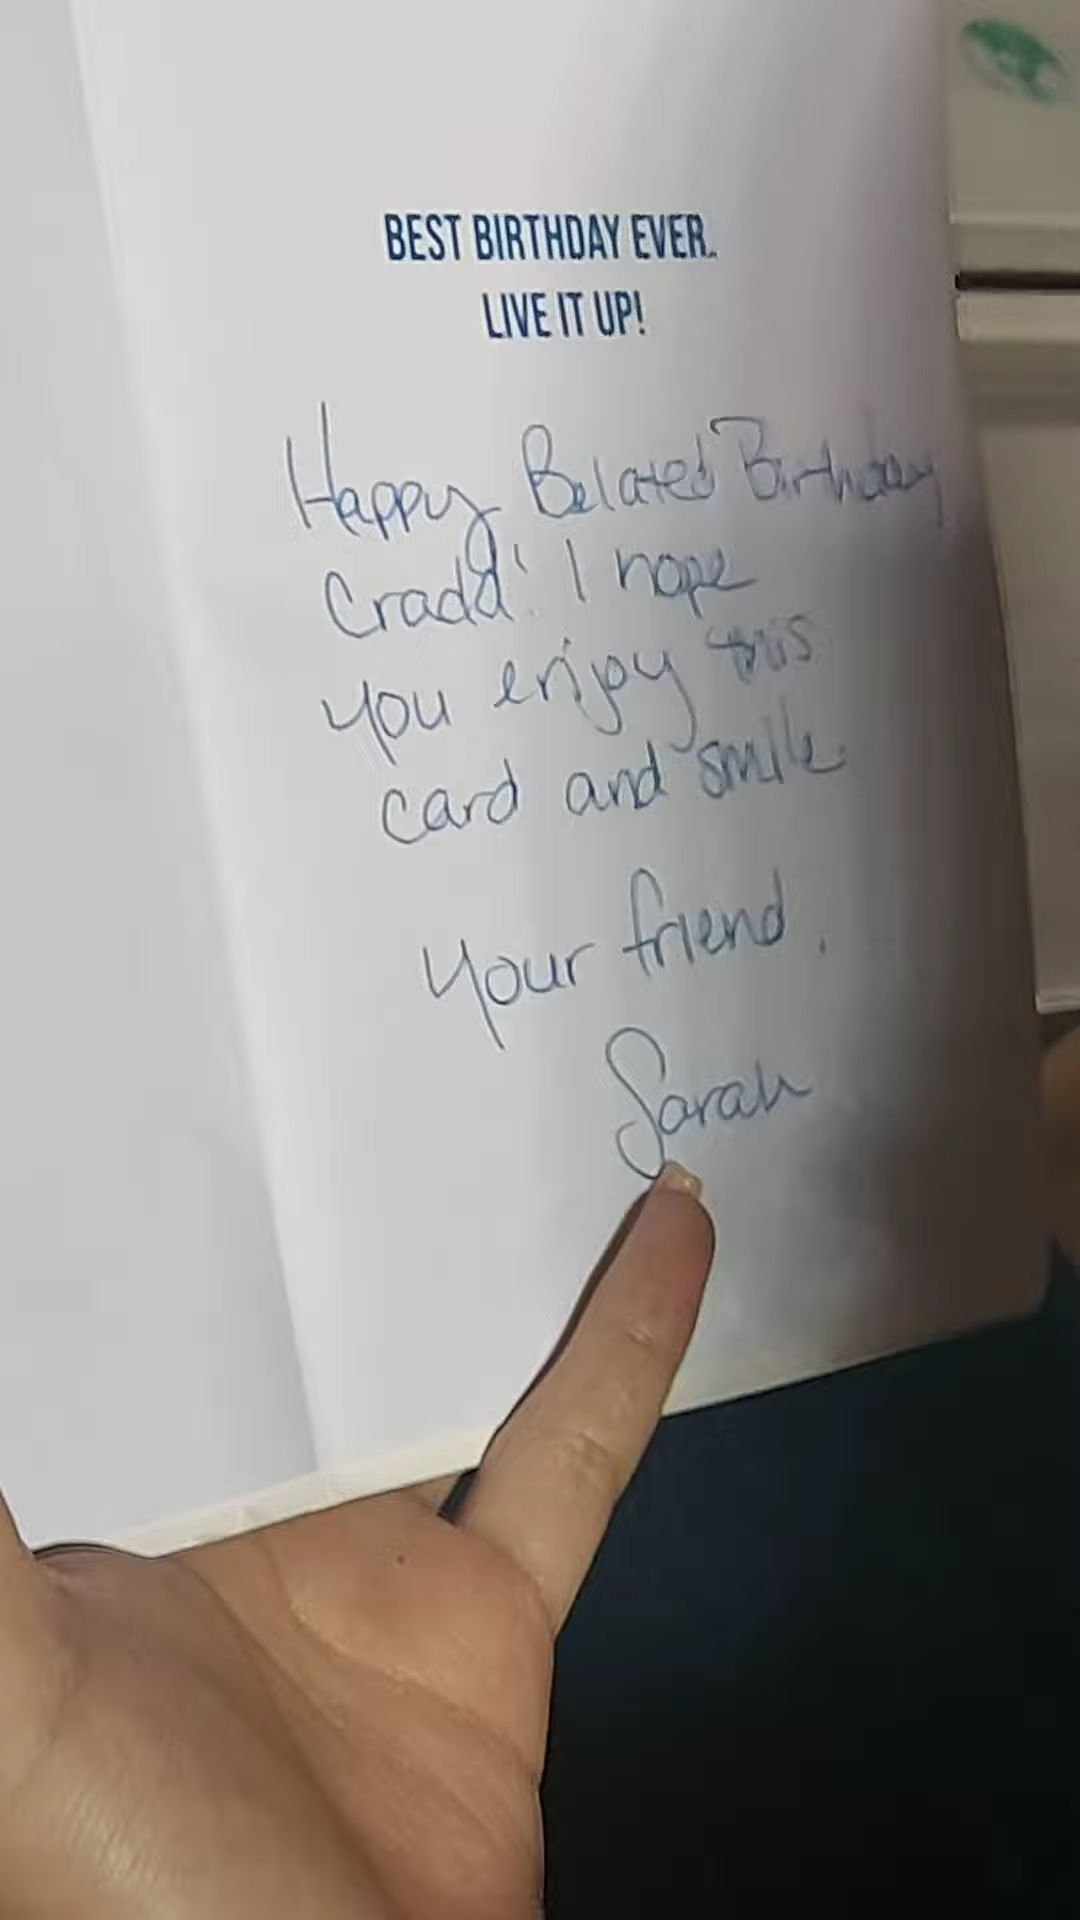 BEST BIRTHDAY EVER.
LIVE IT UP!
Happy Belated Birthday
Cradd! I hope
you enjoy this
card and smile.
Your friend,
Sarah